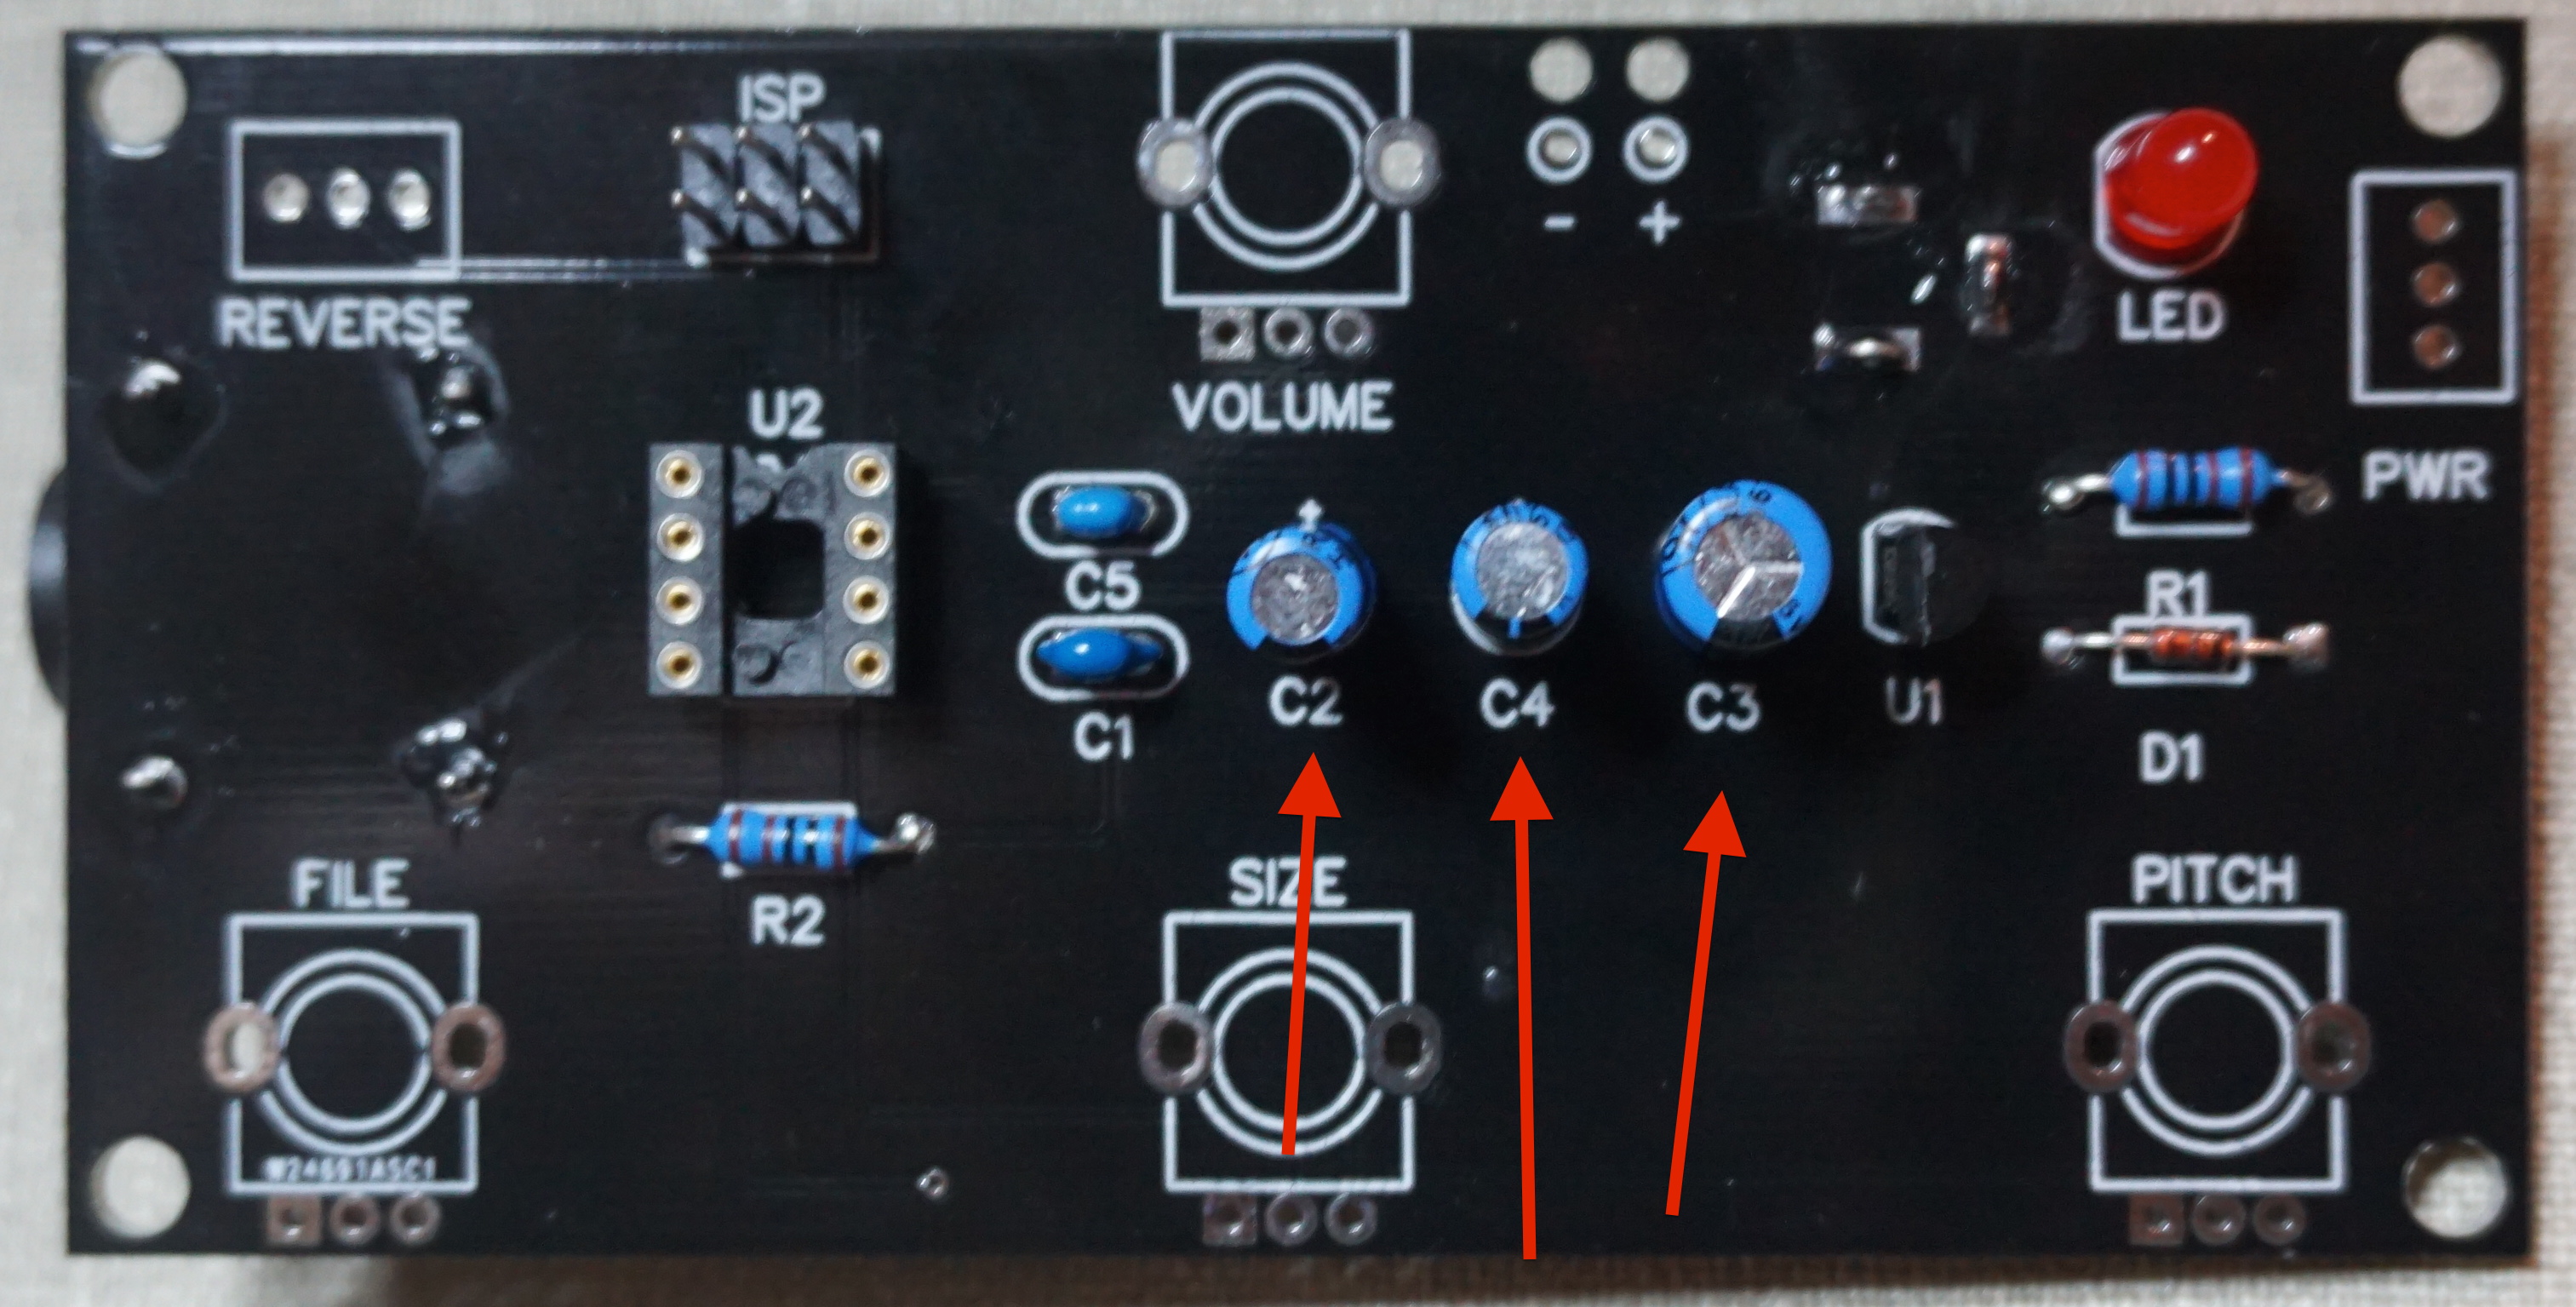 ISP
REVERSE
VOLUME
- +
LED
PWR
U2
C5
C1
C2
C4
C3
U1
R1
D1
R2
FILE
SIZE
PITCH